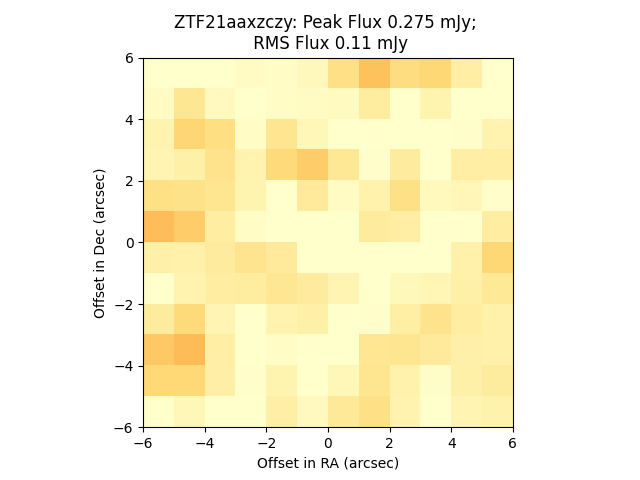 ZTF21aaxzczy: Peak Flux 0.275 mJy;
RMS Flux 0.11 mJy
6
4
2
0
−2
−4
−6
Offset in Dec (arcsec)
−6 −4 −2 0 2 4 6
Offset in RA (arcsec)